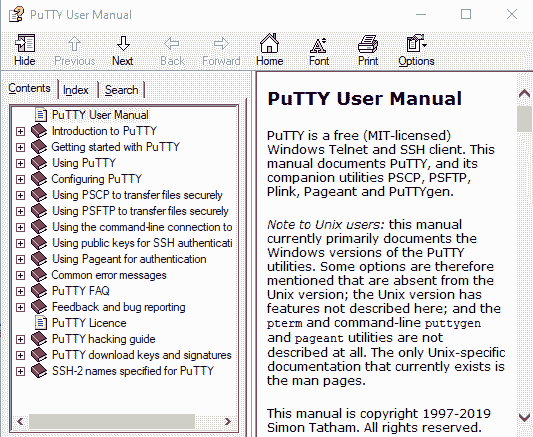 PuTTY User Manual
Hide Previous Next Back Forward Home Font Print Options
Contents Index Search
PuTTY User Manual
Introduction to PuTTY
Getting started with PuTTY
Using PuTTY
Configuring PuTTY
Using PSCP to transfer files securely
Using PSFTP to transfer files securely
Using the command-line connection to
Using public keys for SSH authenticati
Using Pageant for authentication
Common error messages
PuTTY FAQ
Feedback and bug reporting
PuTTY Licence
PuTTY hacking guide
PuTTY download keys and signatures
SSH-2 names specified for PuTTY
PuTTY User Manual
PuTTY is a free (MIT-licensed)
Windows Telnet and SSH client. This
manual documents PuTTY, and its
companion utilities PSCP, PSFTP,
Plink, Pageant and PuTTYgen.
Note to Unix users: this manual
currently primarily documents the
Windows versions of the PuTTY
utilities. Some options are therefore
mentioned that are absent from the
Unix version; the Unix version has
features not described here; and the
pterm and command-line puttygen
and pageant utilities are not
described at all. The only Unix-specific
documentation that currently exists is
the man pages.
This manual is copyright 1997-2019
Simon Tatham. All rights reserved.